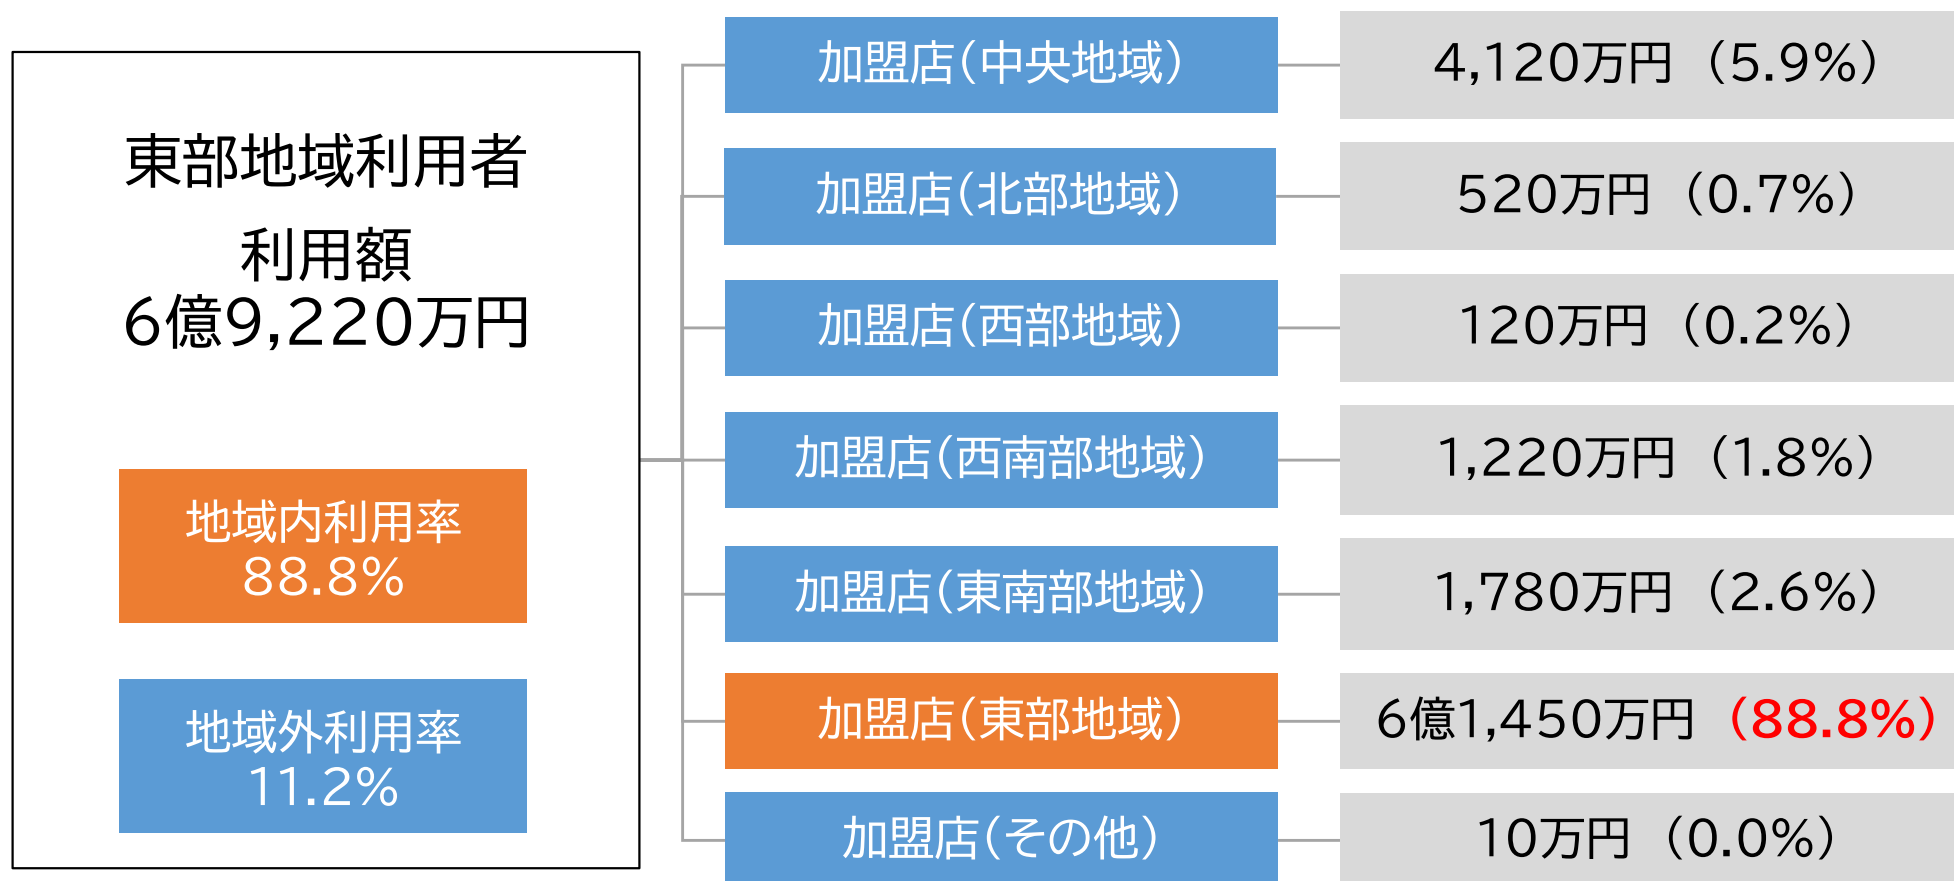 東部地域利用者
利用額
6億9,220万円
地域内利用率
88.8%
地域外利用率
11.2%
加盟店(中央地域) 4,120万円 (5.9%)
加盟店(北部地域) 520万円 (0.7%)
加盟店(西部地域) 120万円 (0.2%)
加盟店(西南部地域) 1,220万円 (1.8%)
加盟店(東南部地域) 1,780万円 (2.6%)
加盟店(東部地域) 6億1,450万円 (88.8%)
加盟店(その他) 10万円 (0.0%)